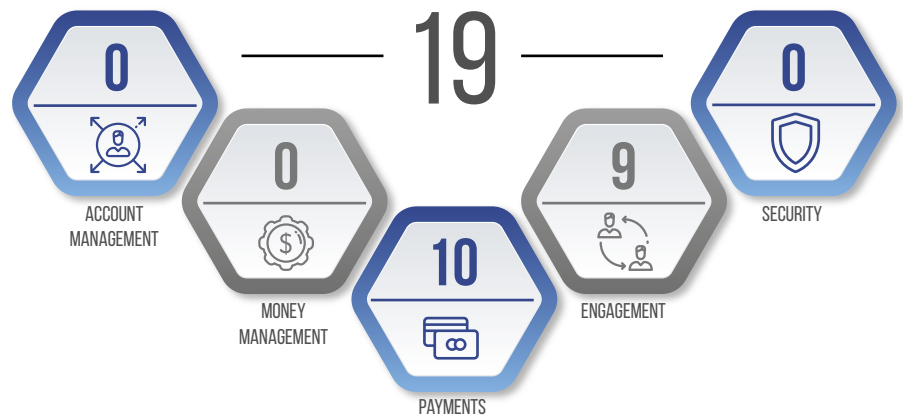 19
0
ACCOUNT
MANAGEMENT
0
$
MONEY
MANAGEMENT
10
PAYMENTS
9
ENGAGEMENT
0
SECURITY